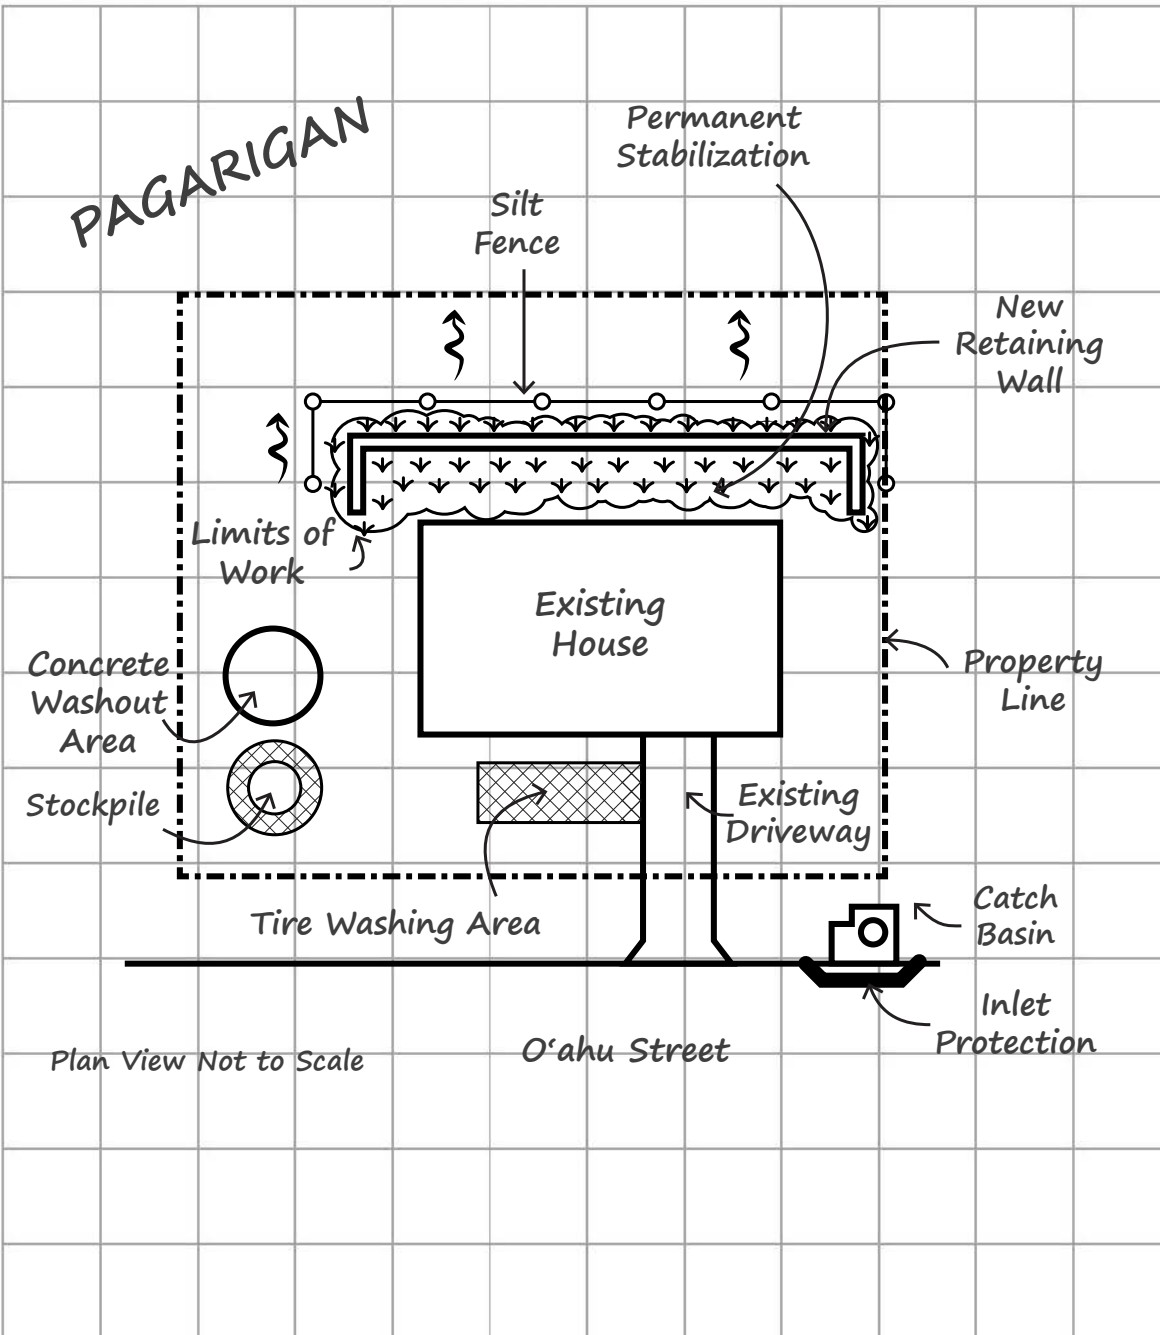 PAGARIGAN
Permanent
Stabilization
Silt
Fence
New
Retaining
Wall
Limits of
Work
Existing
House
Concrete
Washout
Area
Property
Line
Stockpile
Existing
Driveway
Tire Washing Area
Catch
Basin
Inlet
Protection
Plan View Not to Scale
Oʻahu Street